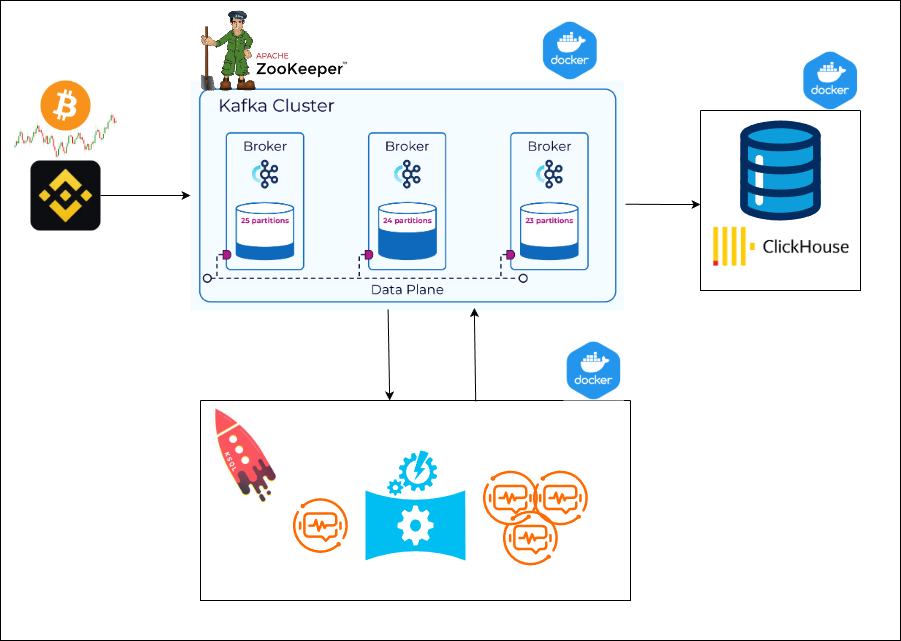 APACHE
ZooKeeper™
docker
docker
Kafka Cluster
Broker
Broker
Broker
25 partitions
24 partitions
23 partitions
Data Plane
ClickHouse
docker
KSQL